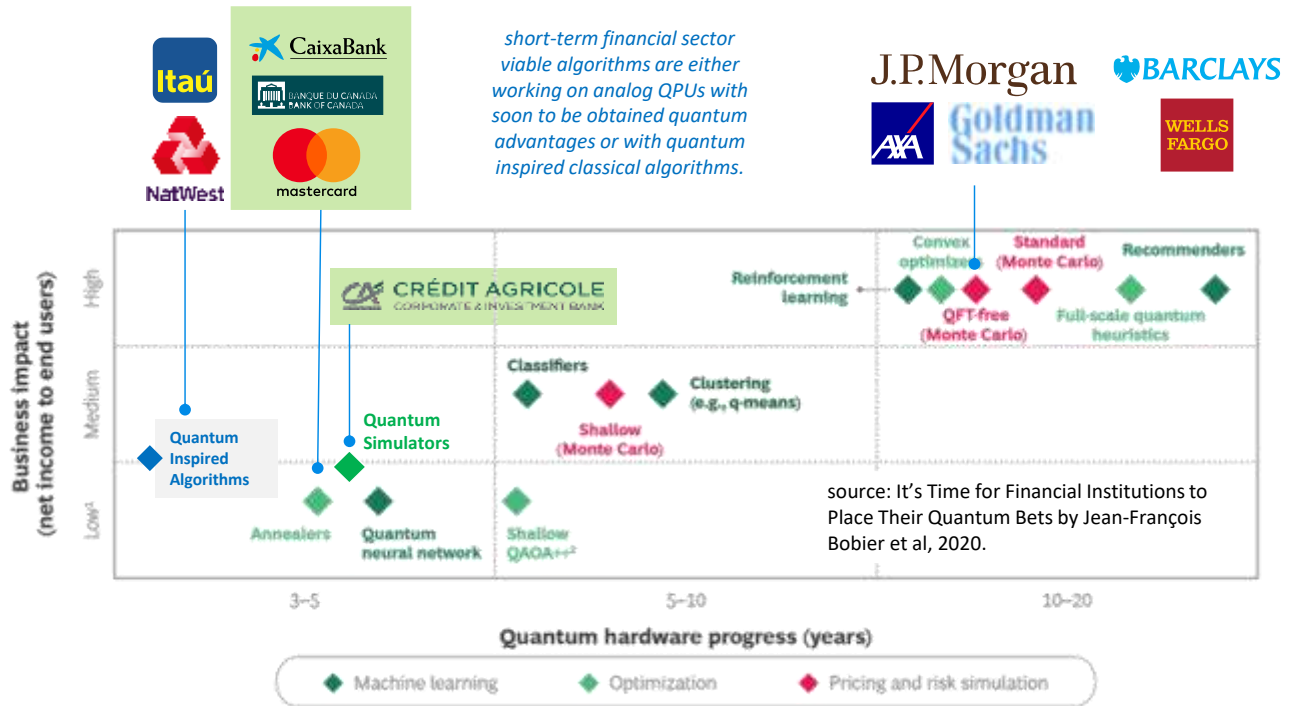 Itaú
NatWest
CaixaBank
BANQUE DU CANADA
BANK OF CANADA
mastercard
short-term financial sector
viable algorithms are either
working on analog QPUs with
soon to be obtained quantum
advantages or with quantum
inspired classical algorithms.
J.P.Morgan
BARCLAYS
AXA
Goldman
Sachs
WELLS
FARGO
Business impact
(net income to end users)
High
Medium
Low¹
CRÉDIT AGRICOLE
CORPORATE & INVESTMENT BANK
Reinforcement
learning
Convex
optimizers
QFT-free
(Monte Carlo)
Standard
(Monte Carlo)
Full-scale quantum
heuristics
Recommenders
Classifiers
Shallow
(Monte Carlo)
Clustering
(e.g., q-means)
Quantum
Inspired
Algorithms
Quantum
Simulators
Annealers
Quantum
neural network
Shallow
QAOA++²
source: It's Time for Financial Institutions to
Place Their Quantum Bets by Jean-François
Bobier et al, 2020.
3–5
5–10
10–20
Quantum hardware progress (years)
Machine learning
Optimization
Pricing and risk simulation